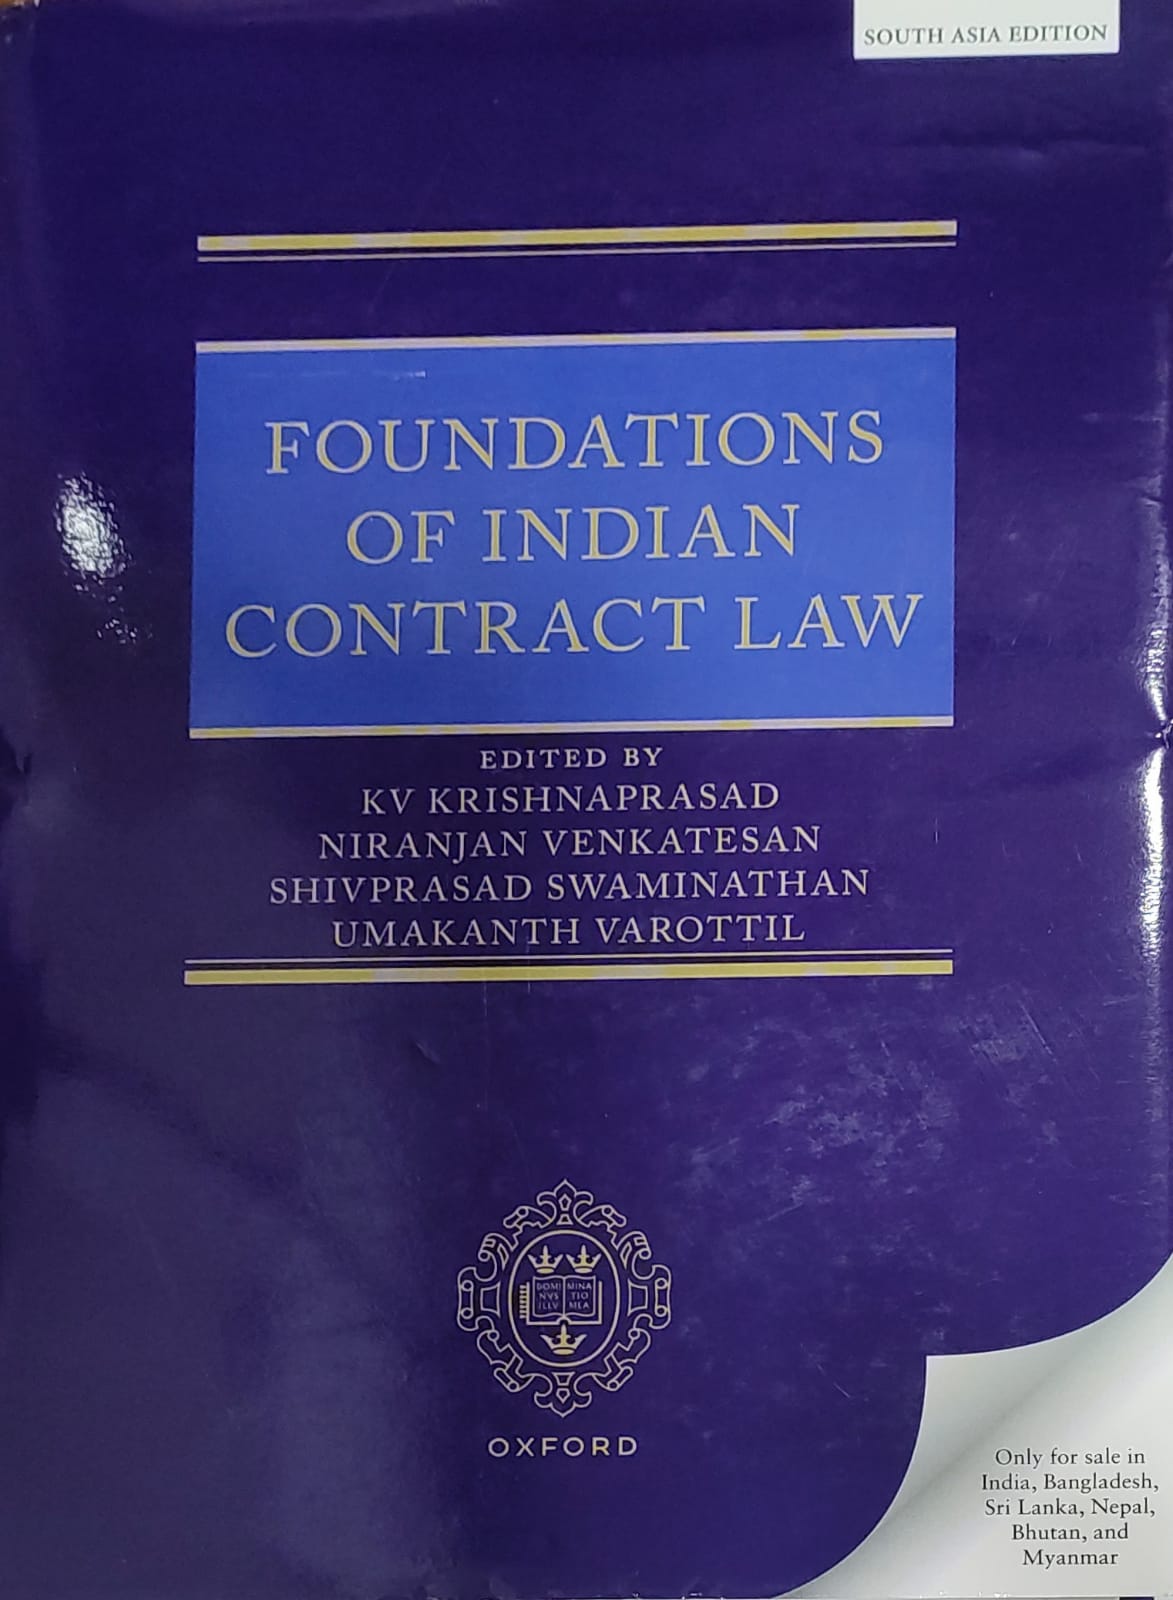 SOUTH ASIA EDITION
FOUNDATIONS
OF INDIAN
CONTRACT LAW
EDITED BY
KV KRISHNAPRASAD
NIRANJAN VENKATESAN
SHIVPRASAD SWAMINATHAN
UMAKANTH VAROTTIL
DOMI MINA
NVS TIO
ILLV MEA
OXFORD
Only for sale in
India, Bangladesh,
Sri Lanka, Nepal,
Bhutan, and
Myanmar